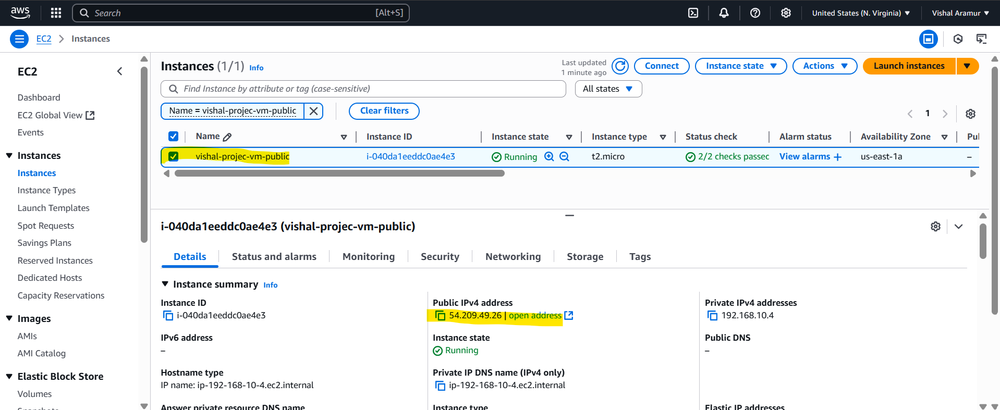 aws
Search [Alt+S]
United States (N. Virginia)
Vishal Aramur
EC2 Instances
EC2
Dashboard
EC2 Global View
Events
Instances
Instances
Instance Types
Launch Templates
Spot Requests
Savings Plans
Reserved Instances
Dedicated Hosts
Capacity Reservations
Images
AMIs
AMI Catalog
Elastic Block Store
Volumes
Snapshots
Instances (1/1) Info
Last updated
1 minute ago
Connect
Instance state
Actions
Launch instances
Find Instance by attribute or tag (case-sensitive)
All states
Name = vishal-projec-vm-public
Clear filters
1
Name Instance ID Instance state Instance type Status check Alarm status Availability Zone Pul
vishal-projec-vm-public i-040da1eeddc0ae4e3 Running t2.micro 2/2 checks passec View alarms + us-east-1a –
i-040da1eeddc0ae4e3 (vishal-projec-vm-public)
Details Status and alarms Monitoring Security Networking Storage Tags
Instance summary Info
Instance ID
i-040da1eeddc0ae4e3
Public IPv4 address
54.209.49.26 | open address
Private IPv4 addresses
192.168.10.4
IPv6 address
–
Instance state
Running
Public DNS
–
Hostname type
IP name: ip-192-168-10-4.ec2.internal
Private IP DNS name (IPv4 only)
ip-192-168-10-4.ec2.internal
Answer private resource DNS name
Instance type
Elastic IP addresses